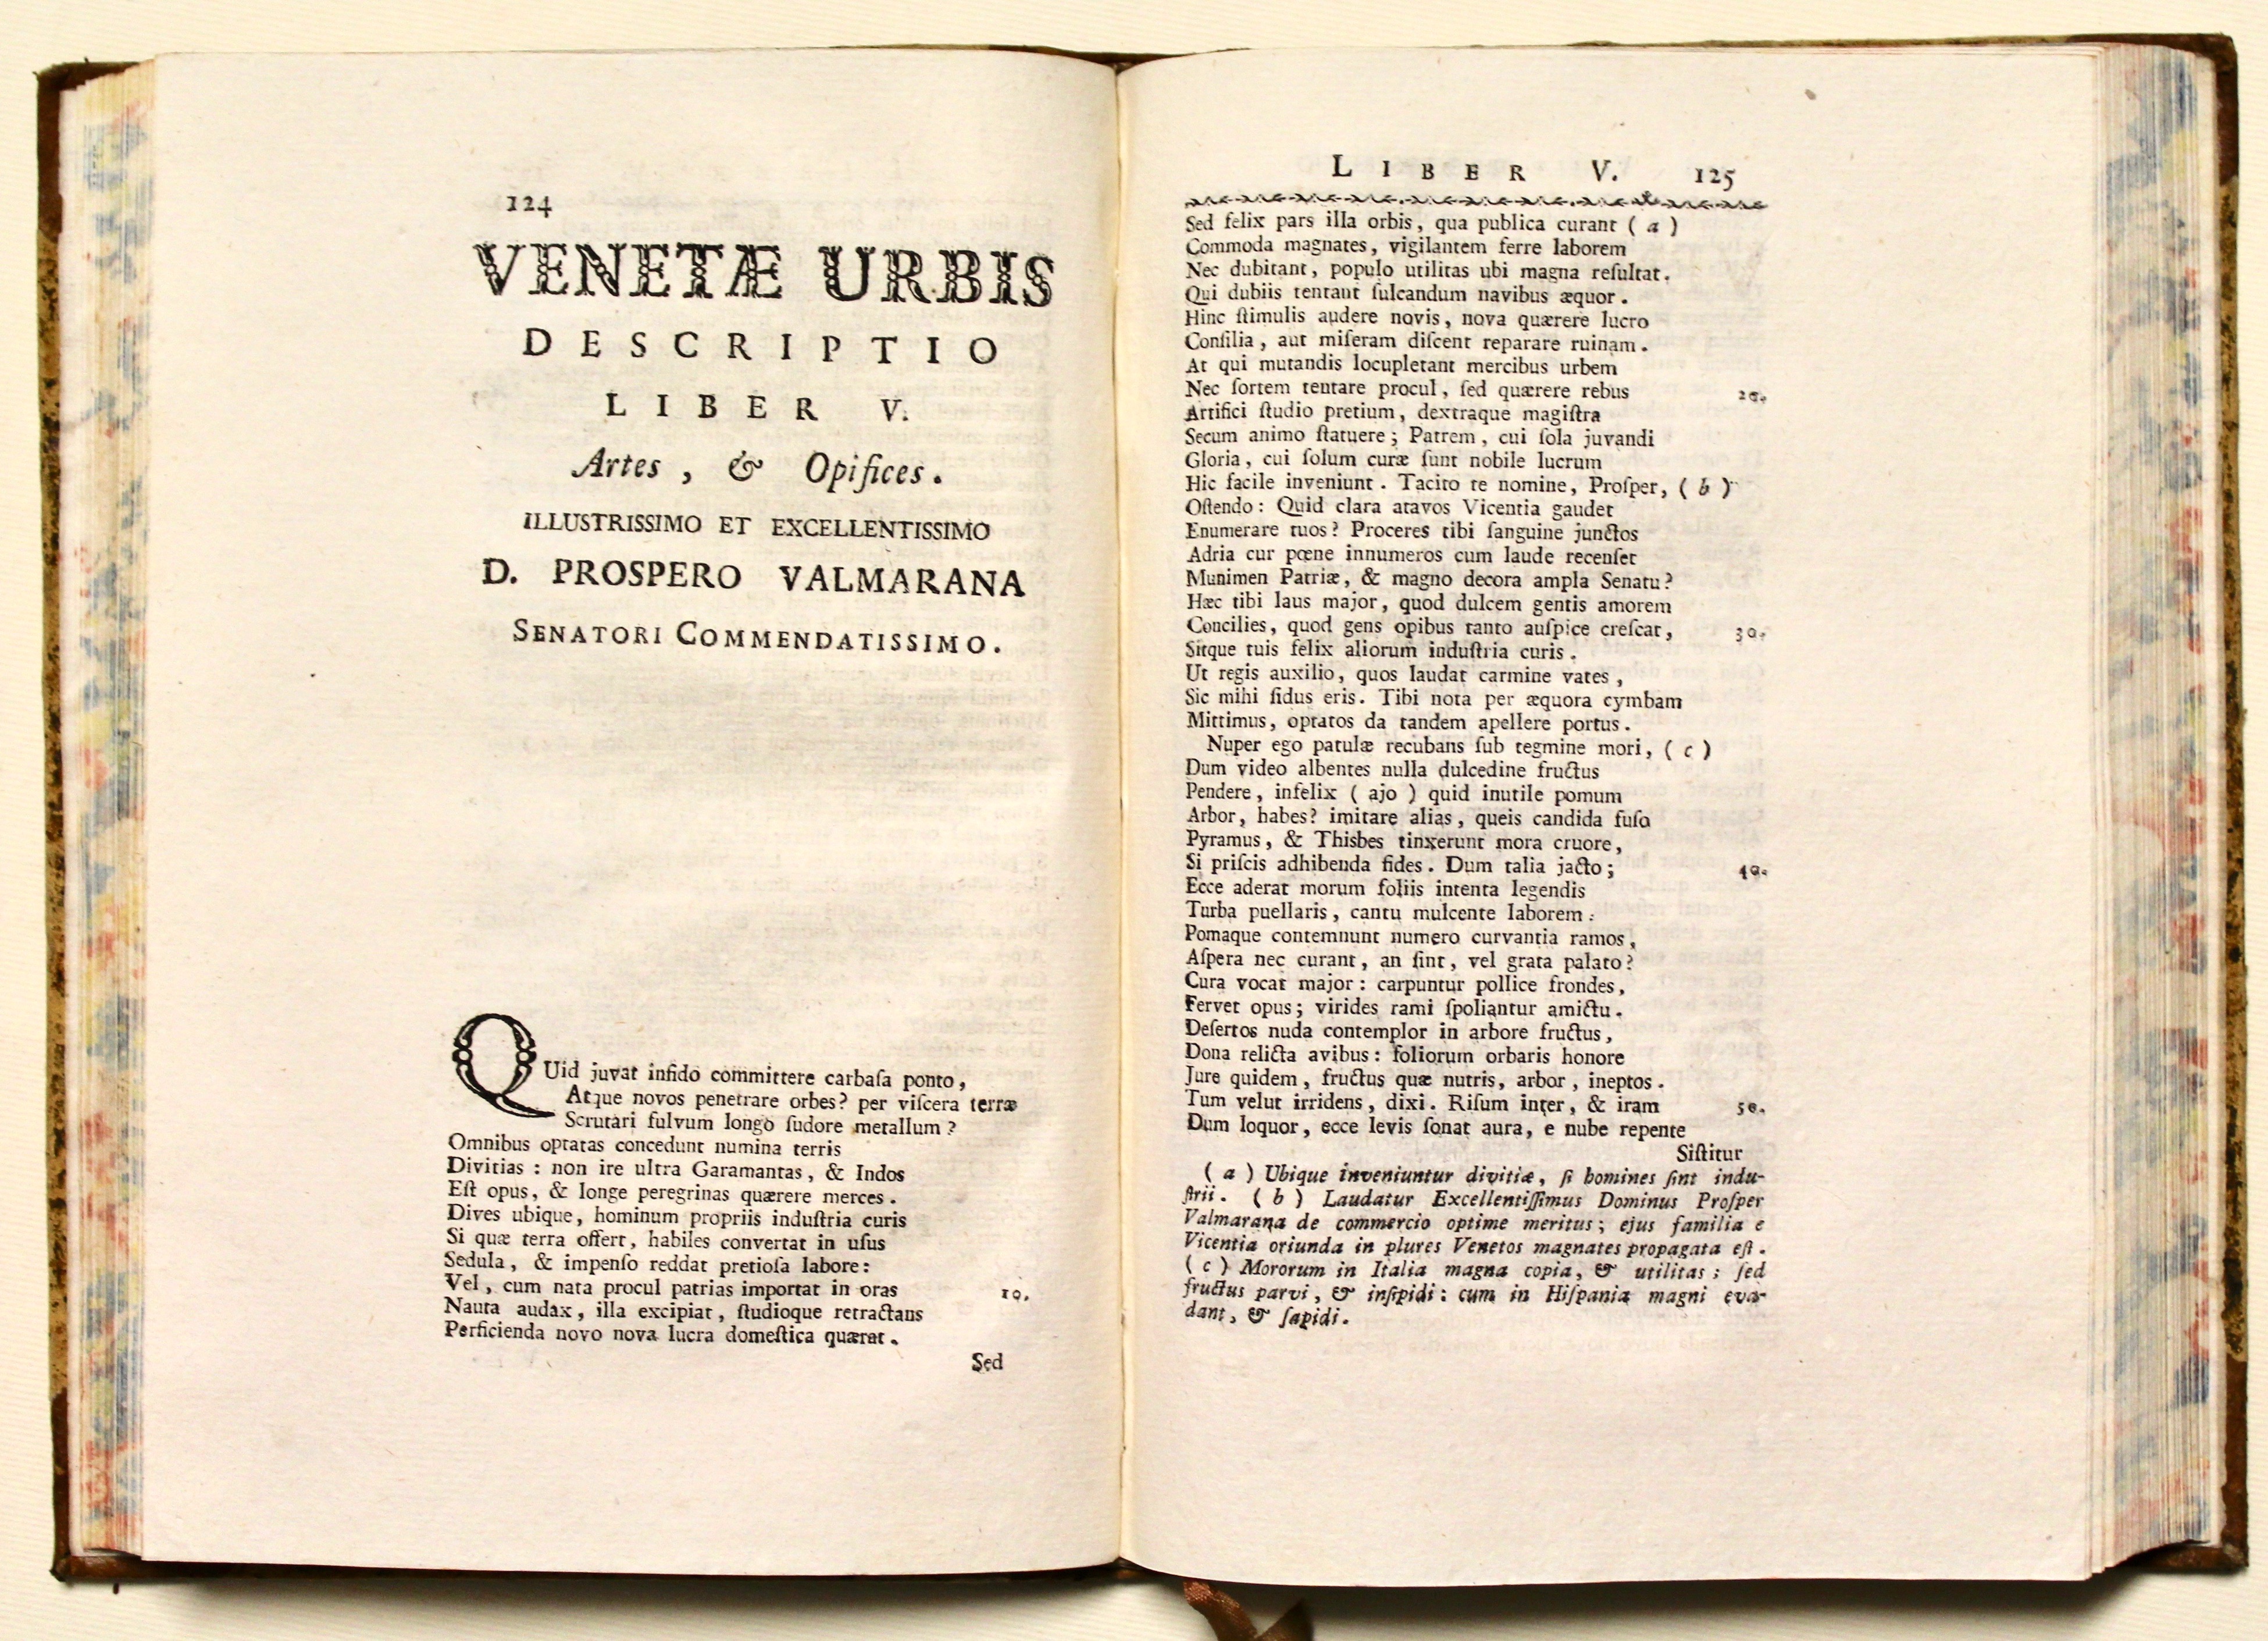 124
VENETÆ URBIS
DESCRIPTIO
LIBER V.
Artes, & Opifices.
ILLUSTRISSIMO ET EXCELLENTISSIMO
D. PROSPERO VALMARANA
SENATORI COMMENDATISSIMO.
QUid juvat infido committere carbaſa ponto,
Atque novos penetrare orbes? per viſcera terræ
Scrutari fulvum longo ſudore metallum?
Omnibus optatas concedunt numina terris
Divitias: non ire ultra Garamantas, & Indos
Eſt opus, & longe peregrinas quærere merces.
Dives ubique, hominum propriis induſtria curis
Si quæ terra offert, habiles convertat in uſus
Sedula, & impenſo reddat pretioſa labore:
Vel, cum nata procul patrias importat in oras 10.
Nauta audax, illa excipiat, ſtudioque retractans
Perficienda novo nova lucra domeſtica quærat.
Sed
LIBER V. 125
Sed felix pars illa orbis, qua publica curant (a)
Commoda magnates, vigilantem ferre laborem
Nec dubitant, populo utilitas ubi magna reſultat.
Qui dubiis tentant ſulcandum navibus æquor.
Hinc ſtimulis audere novis, nova quærere lucro
Conſilia, aut miſeram diſcent reparare ruinam.
At qui mutandis locupletant mercibus urbem
Nec ſortem tentare procul, ſed quærere rebus 20.
Artifici ſtudio pretium, dextraque magiſtra
Secum animo ſtatuere; Patrem, cui ſola juvandi
Gloria, cui ſolum curæ ſunt nobile lucrum
Hic facile inveniunt. Tacito te nomine, Proſper, (b)
Oſtendo: Quid clara atavos Vicentia gaudet
Enumerare tuos? Proceres tibi ſanguine junctos
Adria cur pœne innumeros cum laude recenſet
Munimen Patriæ, & magno decora ampla Senatu?
Hæc tibi laus major, quod dulcem gentis amorem
Concilies, quod gens opibus tanto auſpice creſcat, 30.
Sitque tuis felix aliorum induſtria curis.
Ut regis auxilio, quos laudat carmine vates,
Sic mihi fidus eris. Tibi nota per æquora cymbam
Mittimus, optatos da tandem apellere portus.
Nuper ego patulæ recubans ſub tegmine mori, (c)
Dum video albentes nulla dulcedine fructus
Pendere, infelix (ajo) quid inutile pomum
Arbor, habes? imitare alias, queis candida fuſo
Pyramus, & Thisbes tinxerunt mora cruore,
Si priſcis adhibenda fides. Dum talia jacto; 40.
Ecce aderat morum foliis intenta legendis
Turba puellaris, cantu mulcente laborem:
Pomaque contemnunt numero curvantia ramos,
Aſpera nec curant, an ſint, vel grata palato?
Cura vocat major: carpuntur pollice frondes,
Fervet opus; virides rami ſpoliantur amictu.
Deſertos nuda contemplor in arbore fructus,
Dona relicta avibus: foliorum orbaris honore
Jure quidem, fructus quæ nutris, arbor, ineptos.
Tum velut irridens, dixi. Riſum inter, & iram 50.
Dum loquor, ecce levis ſonat aura, e nube repente
Siſtitur
(a) Ubique inveniuntur divitiæ, ſi homines ſint indu-
ſtrii. (b) Laudatur Excellentiſſimus Dominus Proſper
Valmarana de commercio optime meritus; ejus familia e
Vicentia oriunda in plures Venetos magnates propagata eſt.
(c) Mororum in Italia magna copia, & utilitas; ſed
fructus parvi, & inſipidi: cum in Hiſpania magni eva-
dant, & ſapidi.